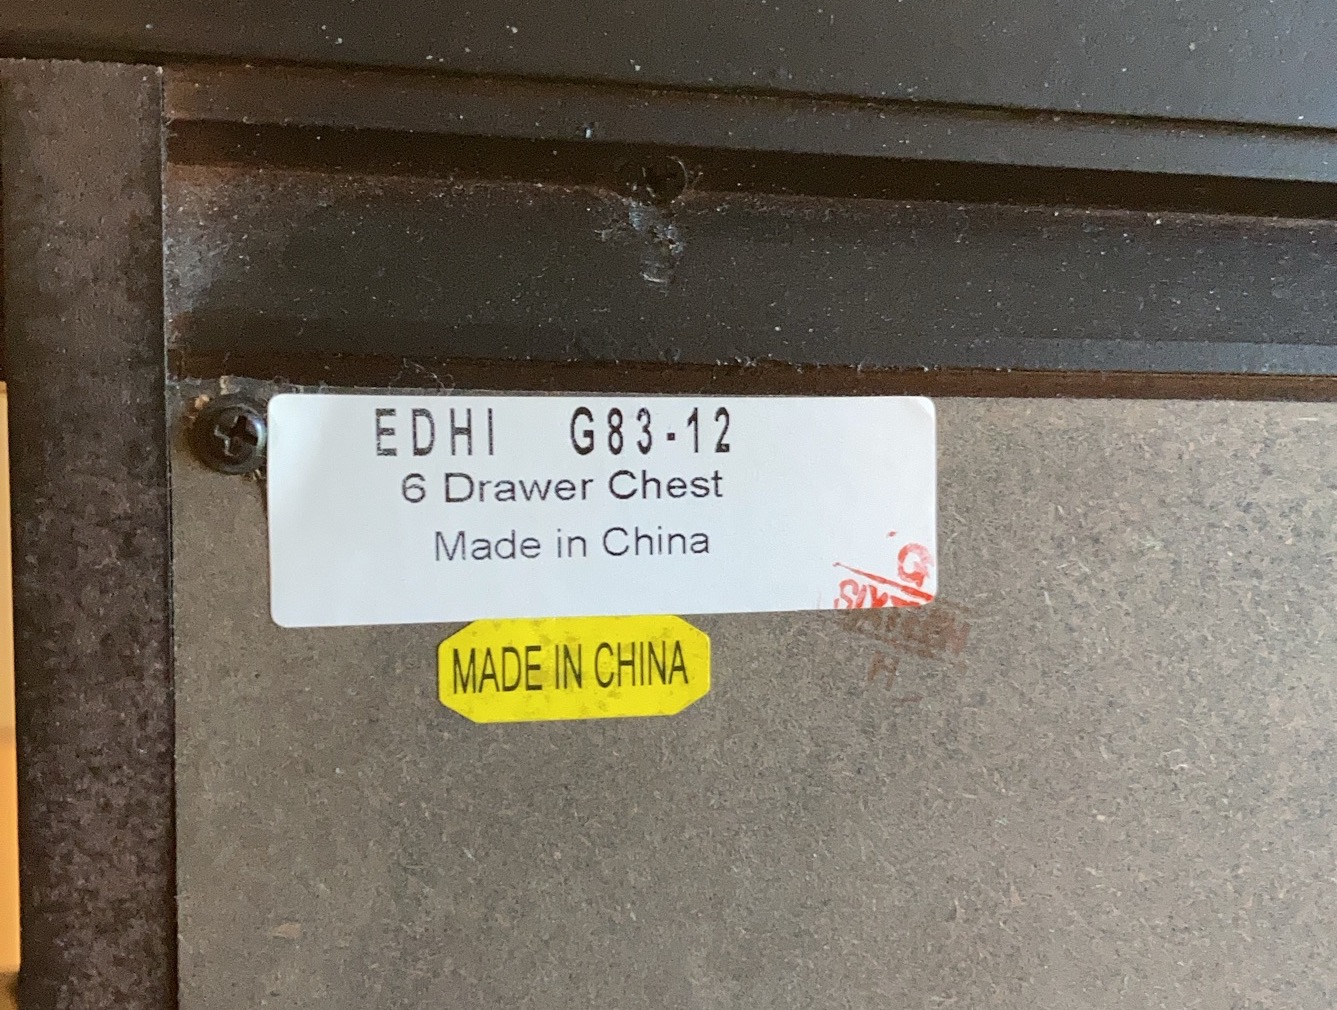 EDHI G83-12
6 Drawer Chest
Made in China
MADE IN CHINA